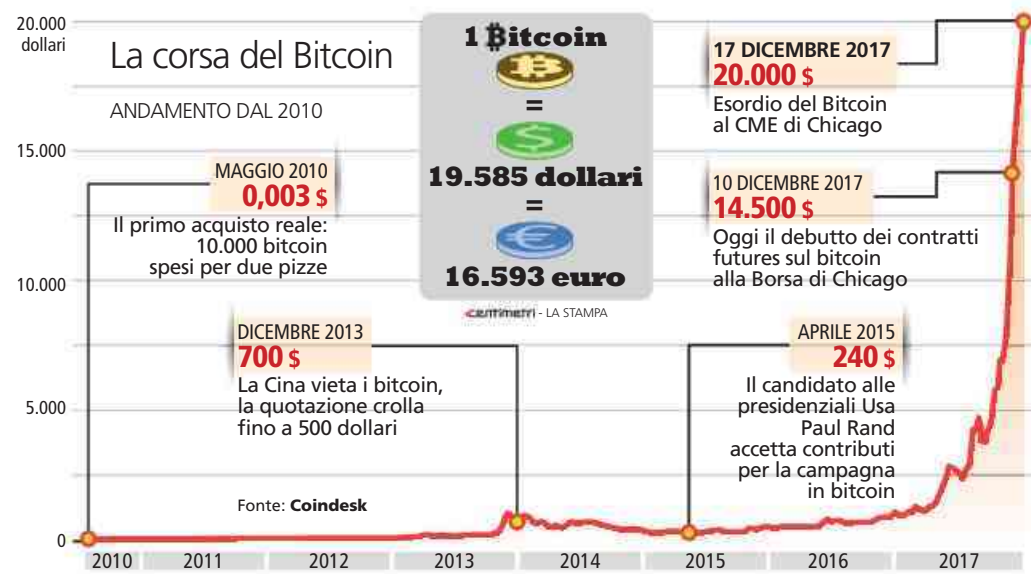 20.000
dollari
La corsa del Bitcoin
ANDAMENTO DAL 2010
1 Bitcoin
=
$
19.585 dollari
=
€
16.593 euro
centimetri - LA STAMPA
17 DICEMBRE 2017
20.000 $
Esordio del Bitcoin
al CME di Chicago
15.000
MAGGIO 2010
0,003 $
Il primo acquisto reale:
10.000 bitcoin
spesi per due pizze
10 DICEMBRE 2017
14.500 $
Oggi il debutto dei contratti
futures sul bitcoin
alla Borsa di Chicago
10.000
DICEMBRE 2013
700 $
La Cina vieta i bitcoin,
la quotazione crolla
fino a 500 dollari
APRILE 2015
240 $
Il candidato alle
presidenziali Usa
Paul Rand
accetta contributi
per la campagna
in bitcoin
5.000
Fonte: Coindesk
0
2010 2011 2012 2013 2014 2015 2016 2017